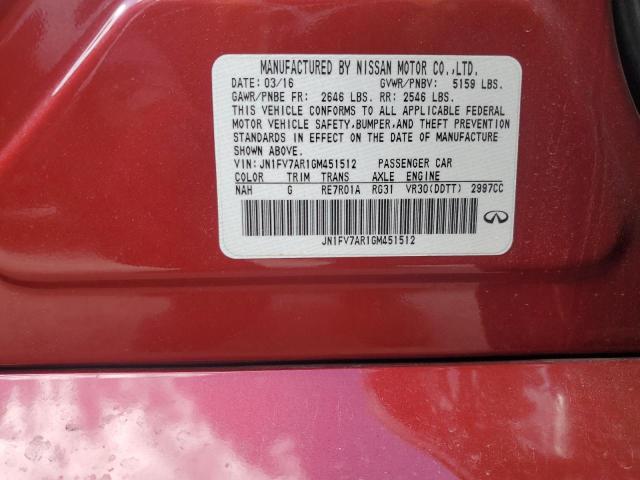 MANUFACTURED BY NISSAN MOTOR CO.,LTD.
DATE: 03/16 GVWR/PNBV: 5159 LBS.
GAWR/PNBE FR: 2646 LBS. RR: 2546 LBS.
THIS VEHICLE CONFORMS TO ALL APPLICABLE FEDERAL
MOTOR VEHICLE SAFETY,BUMPER,AND THEFT PREVENTION
STANDARDS IN EFFECT ON THE DATE OF MANUFACTURE
SHOWN ABOVE.
VIN: JN1FV7AR1GM451512 PASSENGER CAR
COLOR TRIM TRANS AXLE ENGINE
NAH G RE7R01A RG31 VR30(DDTT) 2997CC
JN1FV7AR1GM451512